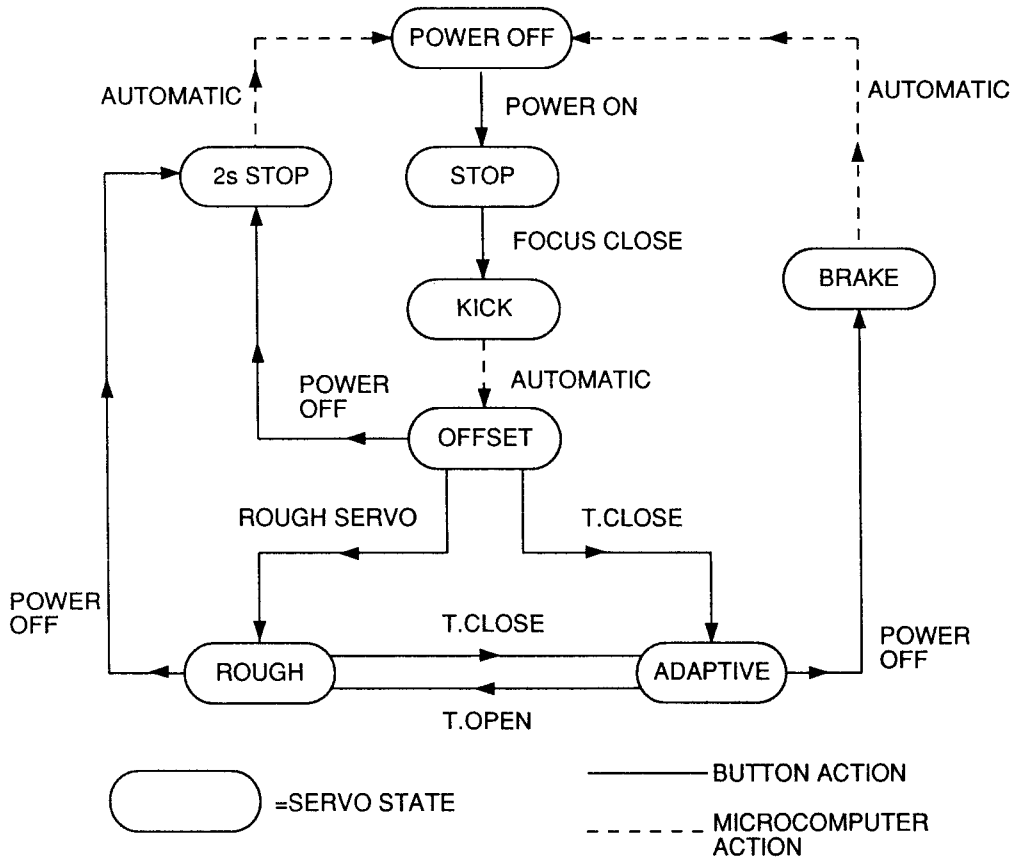 POWER OFF
AUTOMATIC
AUTOMATIC
POWER ON
2s STOP
STOP
FOCUS CLOSE
BRAKE
KICK
POWER
OFF
AUTOMATIC
OFFSET
ROUGH SERVO
T.CLOSE
POWER
OFF
T.CLOSE
POWER
OFF
ROUGH
ADAPTIVE
T.OPEN
BUTTON ACTION
=SERVO STATE
MICROCOMPUTER
ACTION